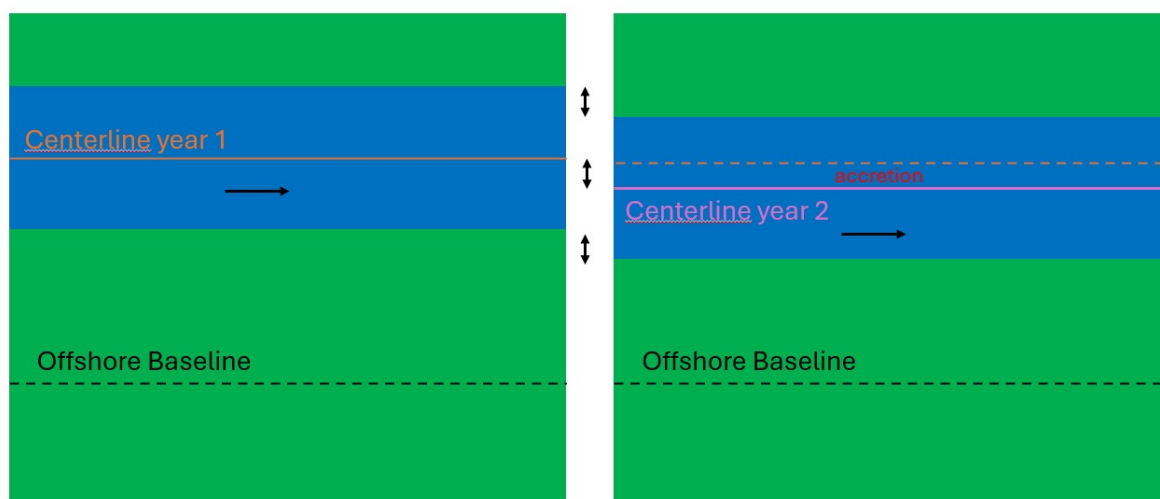 Centerline year 1
Offshore Baseline
accretion
Centerline year 2
Offshore Baseline